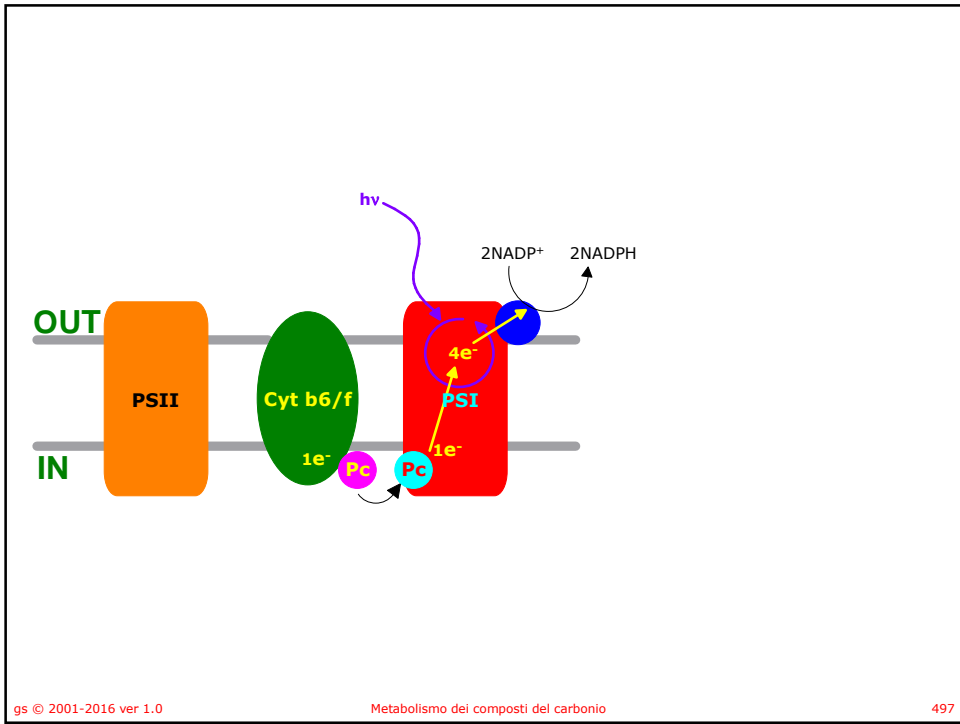 hν
2NADP⁺ 2NADPH
OUT
4e⁻
PSII Cyt b6/f PSI
1e⁻ 1e⁻
IN Pc Pc
gs © 2001-2016 ver 1.0 Metabolismo dei composti del carbonio 497